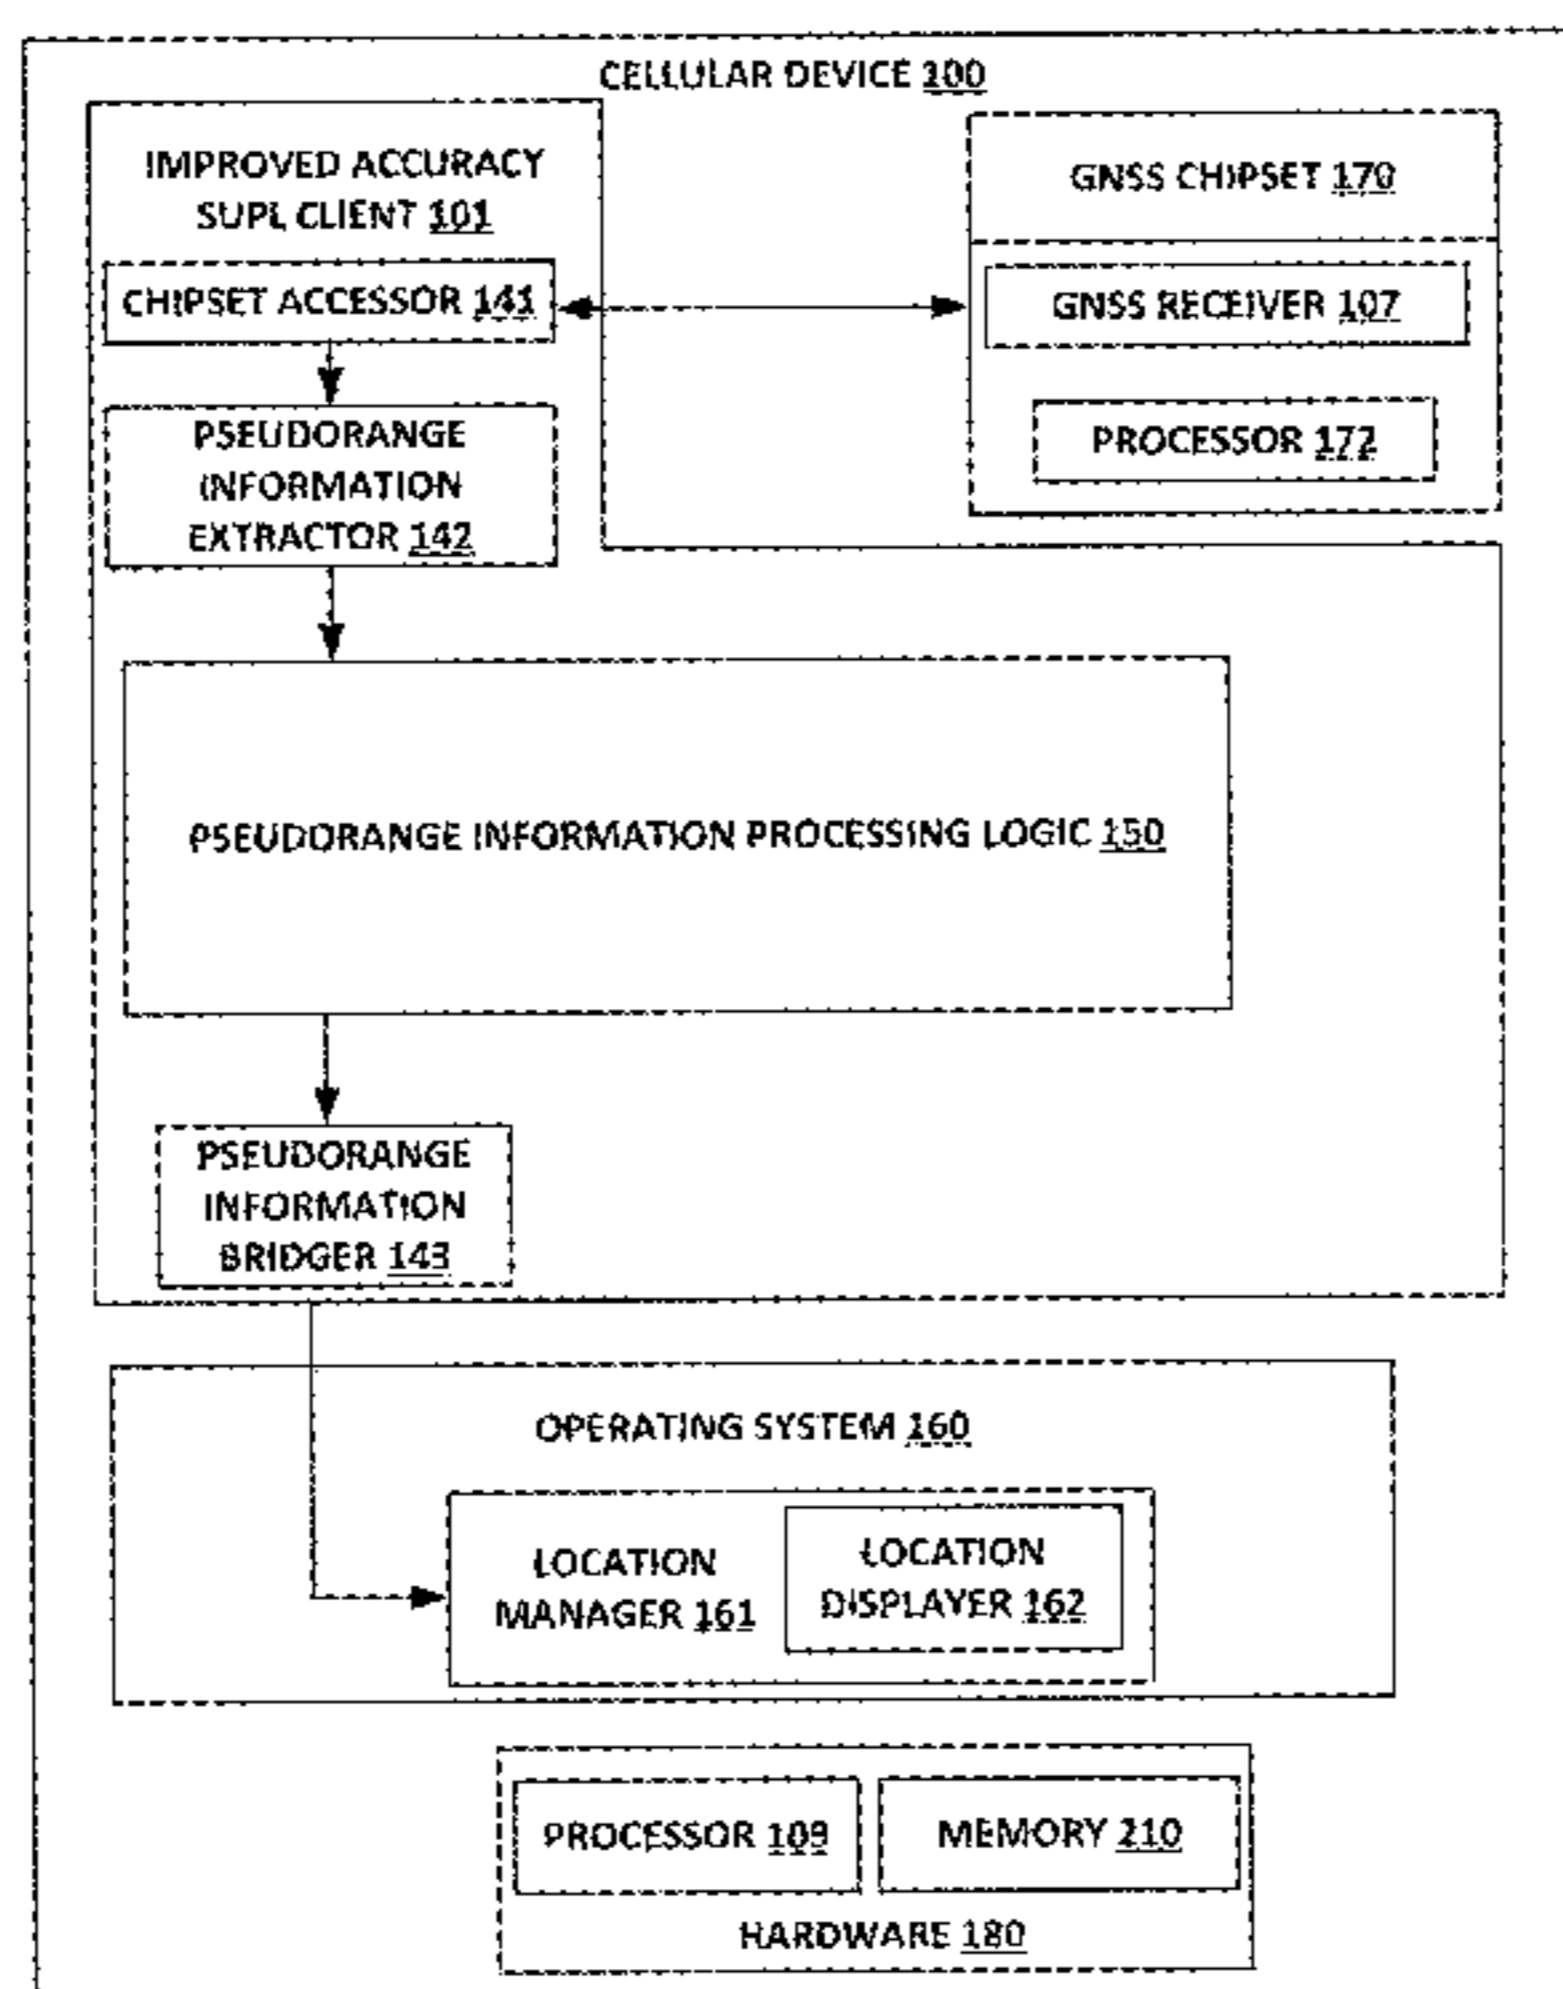 CELLULAR DEVICE 100
IMPROVED ACCURACY
SUPL CLIENT 101
CHIPSET ACCESSOR 141
GNSS CHIPSET 170
GNSS RECEIVER 107
PROCESSOR 172
PSEUDORANGE
INFORMATION
EXTRACTOR 142
PSEUDORANGE INFORMATION PROCESSING LOGIC 150
PSEUDORANGE
INFORMATION
BRIDGER 143
OPERATING SYSTEM 160
LOCATION
MANAGER 161
LOCATION
DISPLAYER 162
PROCESSOR 109
MEMORY 210
HARDWARE 180